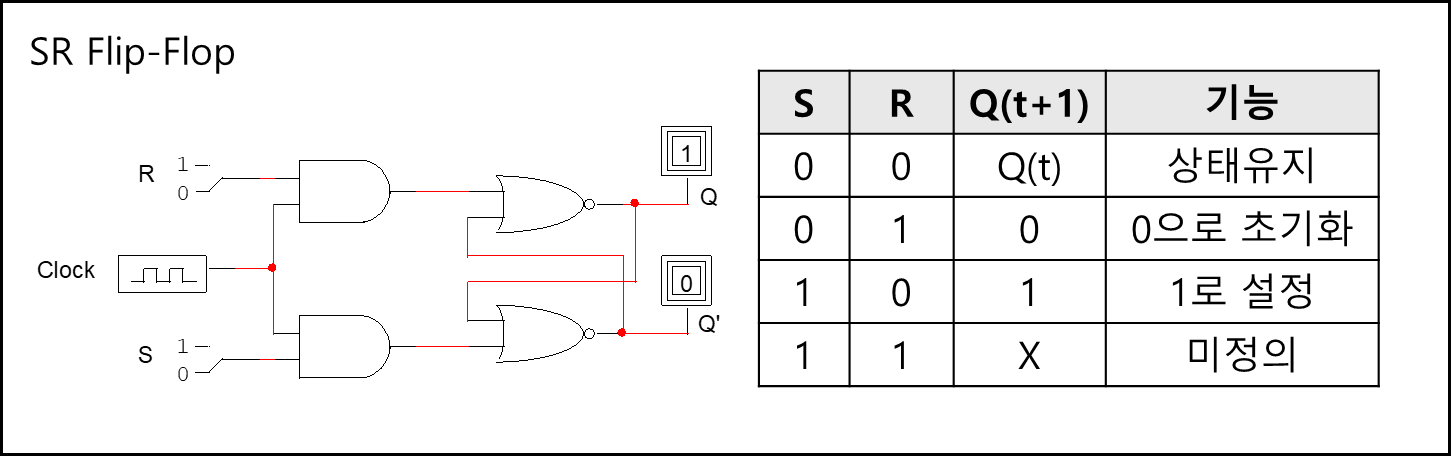 SR Flip-Flop
R 1
0
Clock
S 1
0
1
Q
0
Q'
S R Q(t+1) 기능
0 0 Q(t) 상태유지
0 1 0 0으로 초기화
1 0 1 1로 설정
1 1 X 미정의